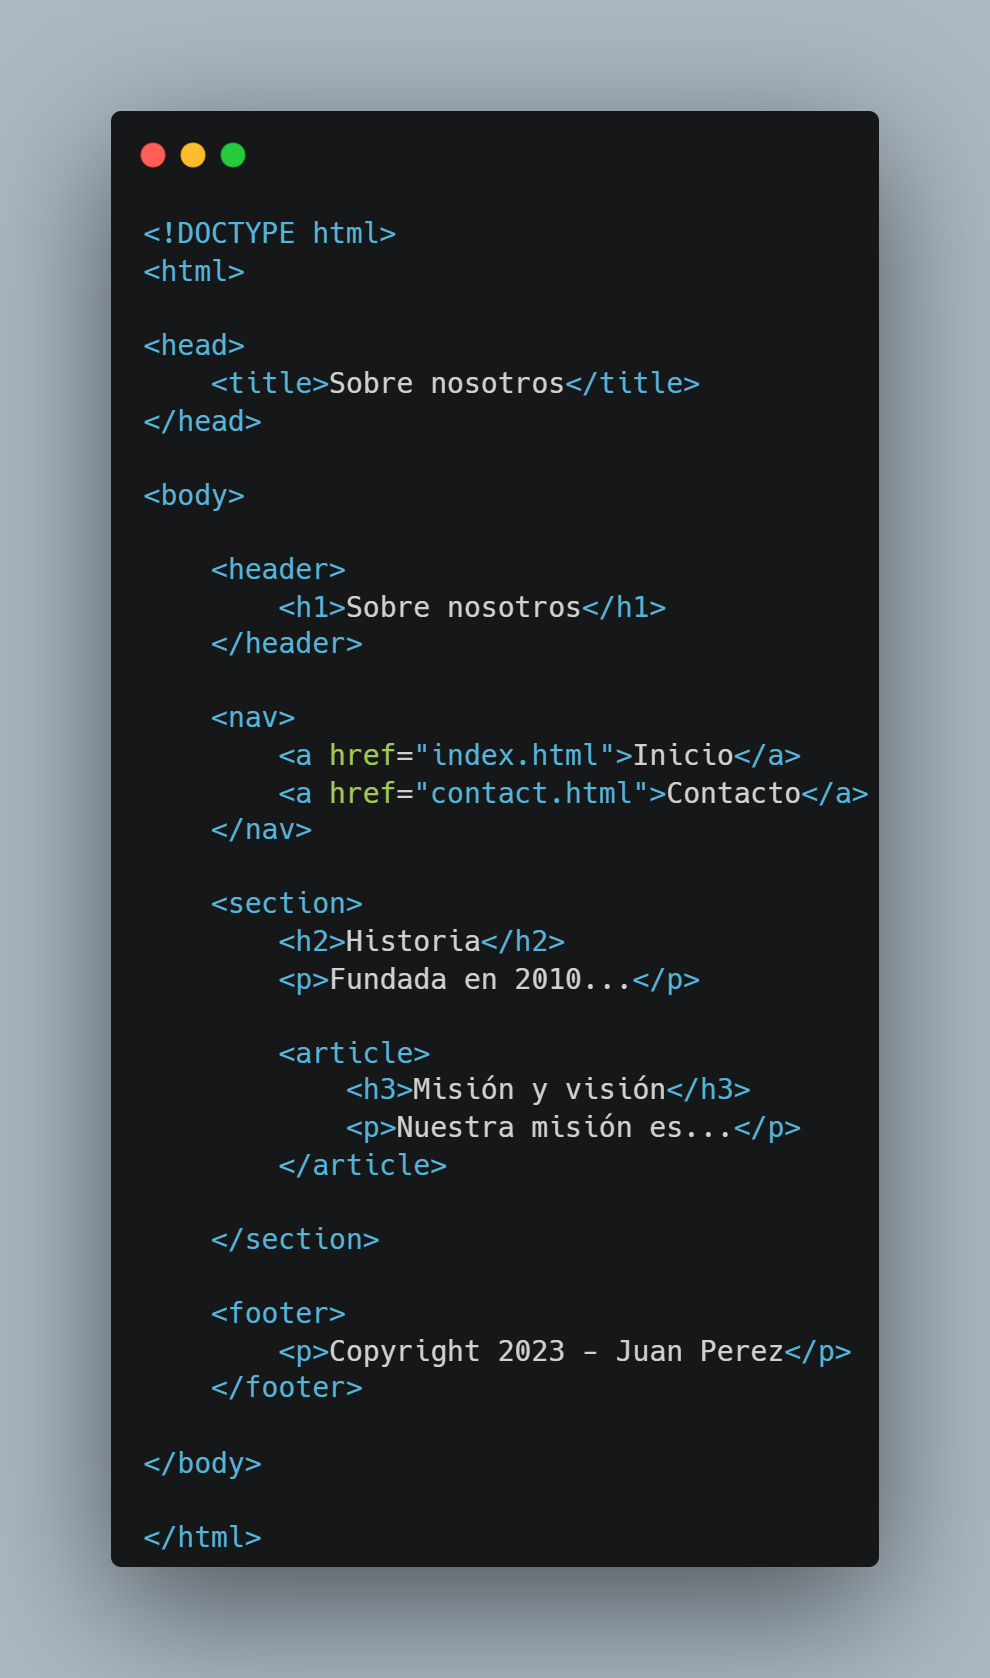 <!DOCTYPE html>
<html>
<head>
<title>Sobre nosotros</title>
</head>
<body>
<header>
<h1>Sobre nosotros</h1>
</header>
<nav>
<a href="index.html">Inicio</a>
<a href="contact.html">Contacto</a>
</nav>
<section>
<h2>Historia</h2>
<p>Fundada en 2010...</p>
<article>
<h3>Misión y visión</h3>
<p>Nuestra misión es...</p>
</article>
</section>
<footer>
<p>Copyright 2023 - Juan Perez</p>
</footer>
</body>
</html>